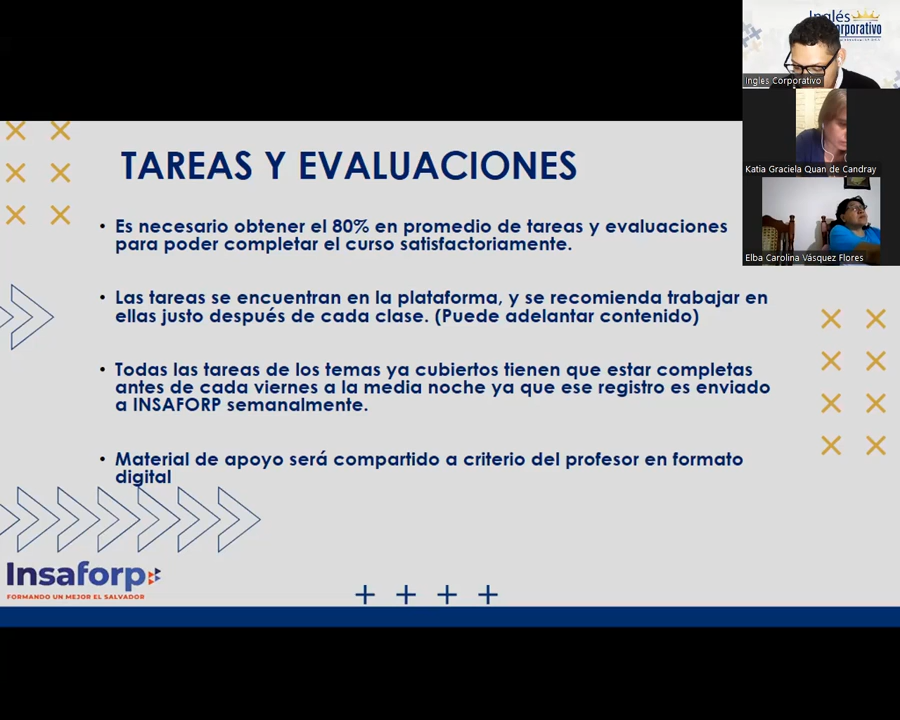 TAREAS Y EVALUACIONES
• Es necesario obtener el 80% en promedio de tareas y evaluaciones
para poder completar el curso satisfactoriamente.
• Las tareas se encuentran en la plataforma, y se recomienda trabajar en
ellas justo después de cada clase. (Puede adelantar contenido)
• Todas las tareas de los temas ya cubiertos tienen que estar completas
antes de cada viernes a la media noche ya que ese registro es enviado
a INSAFORP semanalmente.
• Material de apoyo será compartido a criterio del profesor en formato
digital
Insaforp
FORMANDO UN MEJOR EL SALVADOR
Inglés
Ingles Corporativo
Katia Graciela Quan de Candray
Elba Carolina Vásquez Flores